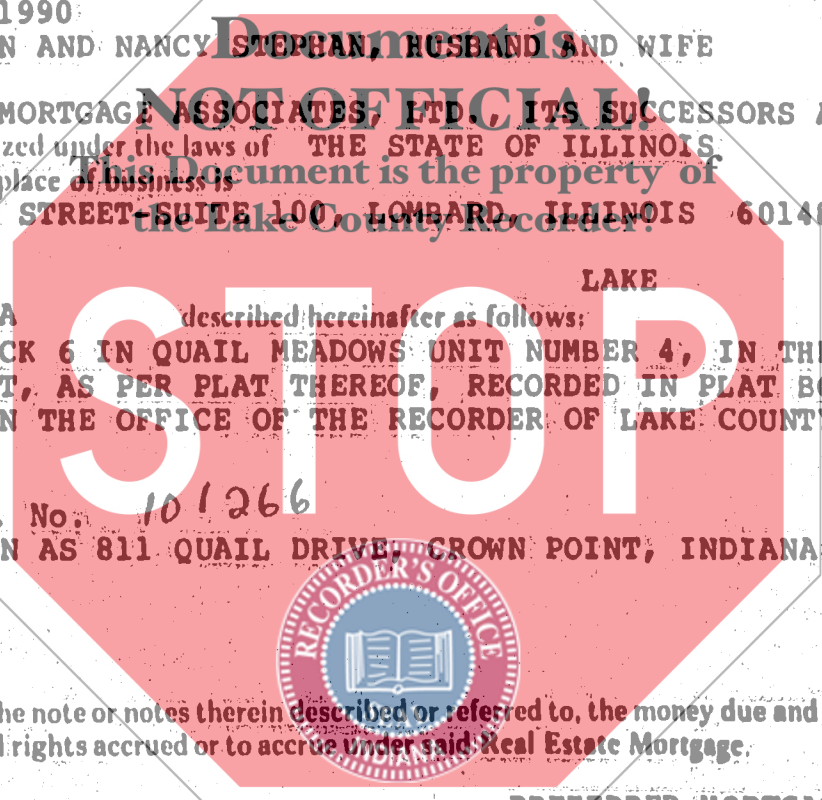 1990
N AND NANCY STEPHAN, HUSBAND AND WIFE
Document is
NOT OFFICIAL!
MORTGAGE ASSOCIATES, LTD., ITS SUCCESSORS
zed under the laws of THE STATE OF ILLINOIS
This Document is the property of
place of business is
STREET-SUITE 100, LOMBARD, ILLINOIS 6014
the Lake County Recorder!
LAKE
A described hereinafter as follows:
STOP
CK 6 IN QUAIL MEADOWS UNIT NUMBER 4, IN TH
T, AS PER PLAT THEREOF, RECORDED IN PLAT BO
N THE OFFICE OF THE RECORDER OF LAKE COUNTY
No. 101266
N AS 811 QUAIL DRIVE, CROWN POINT, INDIANA
RECORDER'S OFFICE
INDIANA
he note or notes therein described or referred to, the money due and
rights accrued or to accrue under said Real Estate Mortgage.